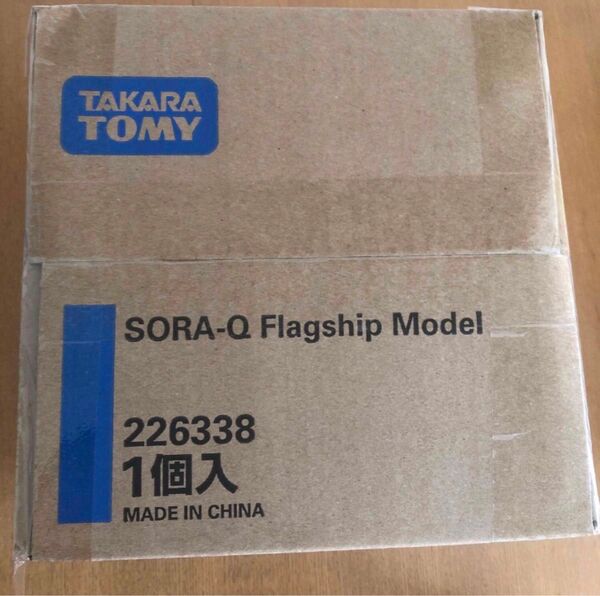 TAKARA
TOMY
SORA-Q Flagship Model
226338
1個入
MADE IN CHINA